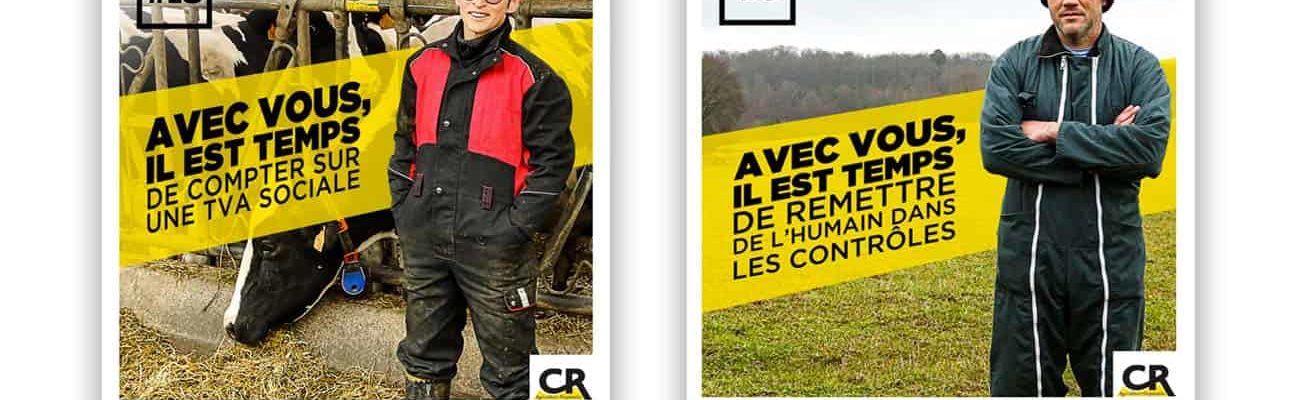 AVEC VOUS,
IL EST TEMPS
DE COMPTER SUR
UNE TVA SOCIALE
CR
AVEC VOUS,
IL EST TEMPS
DE REMETTRE
DE L'HUMAIN DANS
LES CONTRÔLES
CR